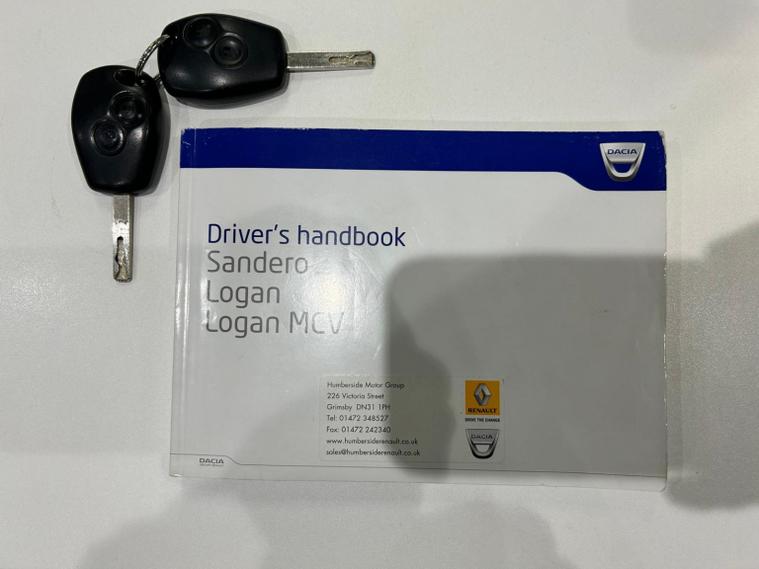 DACIA
Driver's handbook
Sandero
Logan
Logan MCV
Humberside Motor Group
226 Victoria Street
Grimsby DN31 1PH
Tel: 01472 348527
Fax: 01472 242340
www.humbersiderenault.co.uk
sales@humbersiderenault.co.uk
RENAULT
DRIVE THE CHANGE
DACIA
DACIA